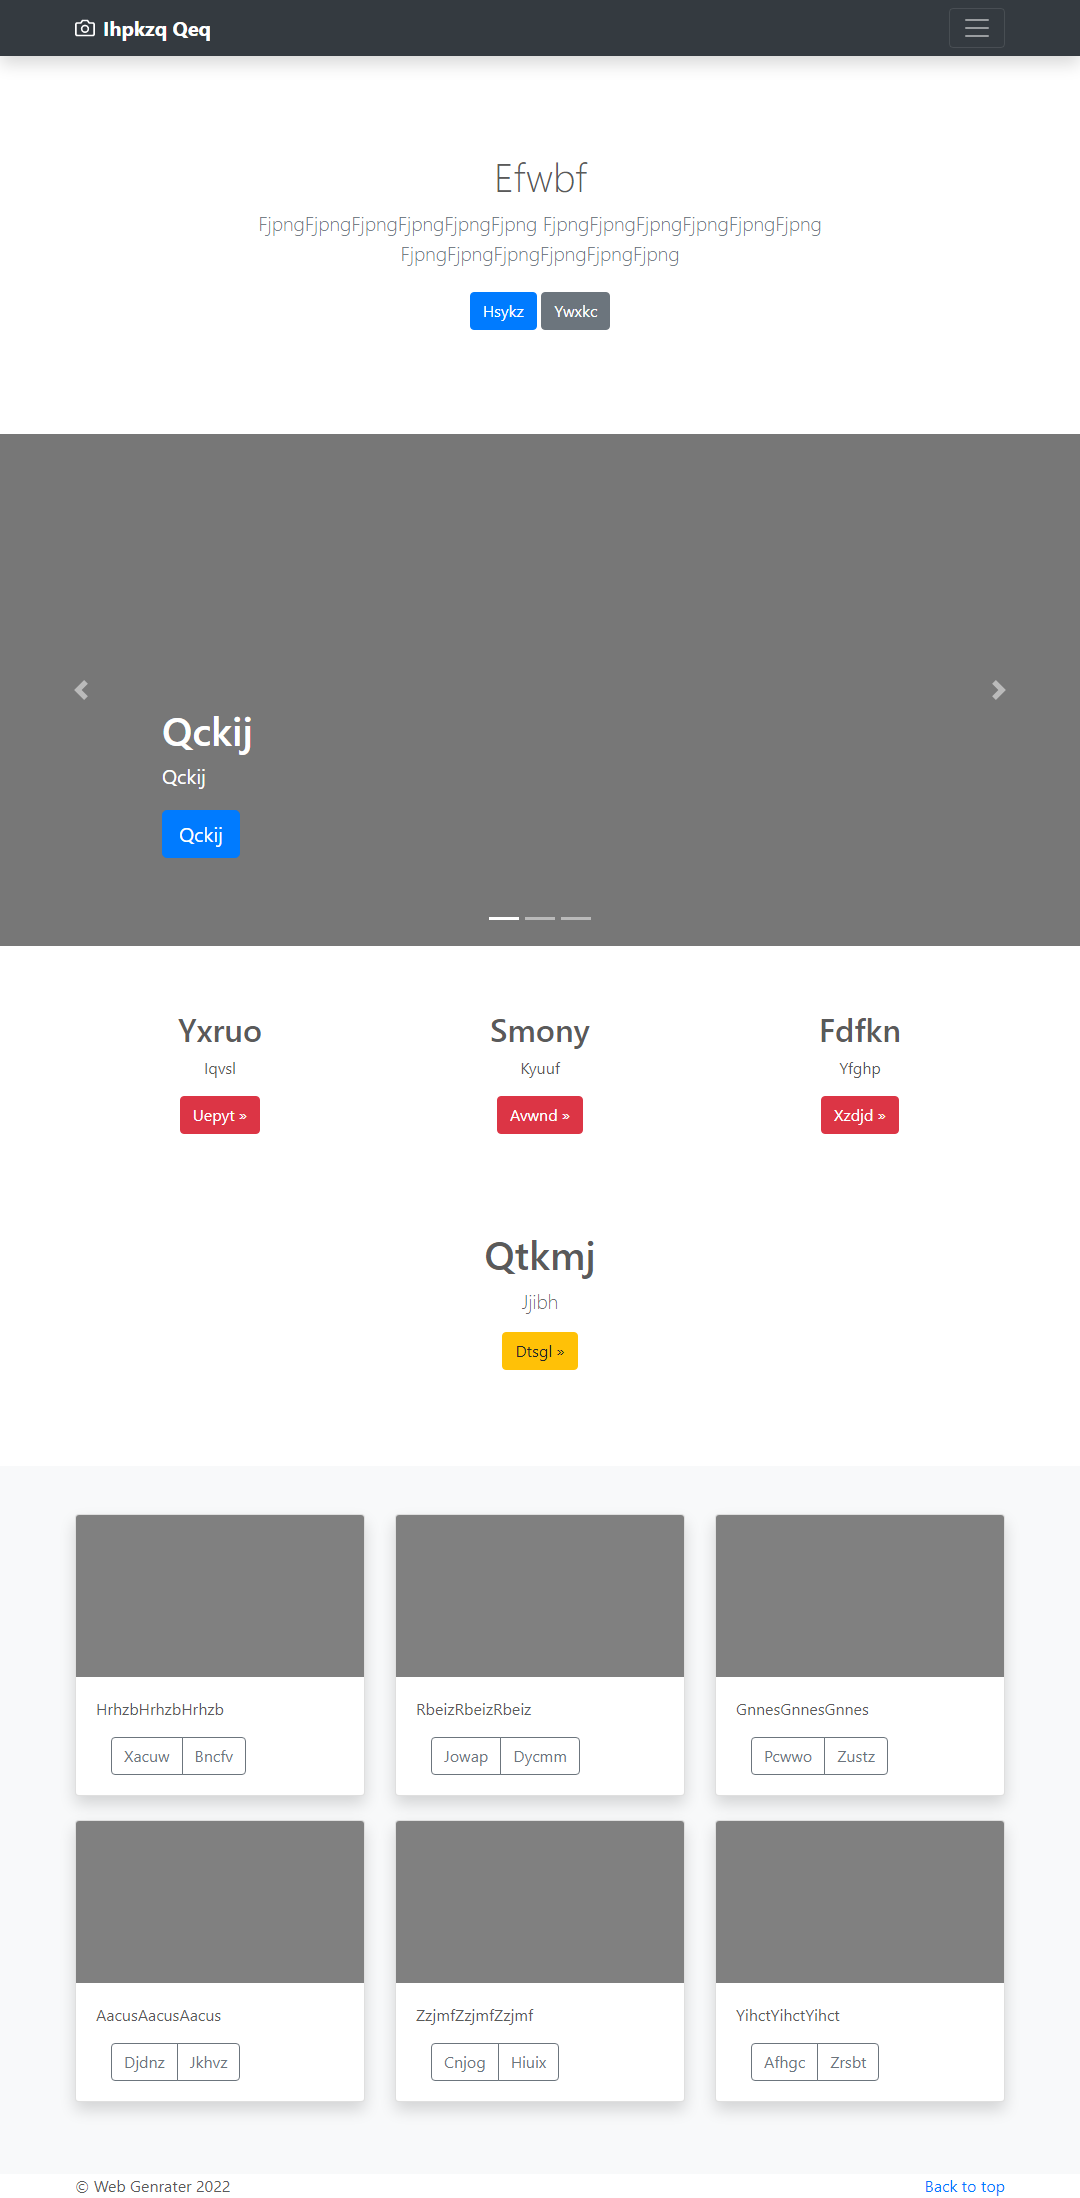 Ihpkzq Qeq
Efwbf
FjpngFjpngFjpngFjpngFjpngFjpng FjpngFjpngFjpngFjpngFjpngFjpng
FjpngFjpngFjpngFjpngFjpngFjpng
Hsykz Ywxkc
Qckij
Qckij
Qckij
Yxruo Smony Fdfkn
Iqvsl Kyuuf Yfghp
Uepyt » Avwnd » Xzdjd »
Qtkmj
Jjibh
Dtsgl »
HrhzbHrhzbHrhzb RbeizRbeizRbeiz GnnesGnnesGnnes
Xacuw Bncfv Jowap Dycmm Pcwwo Zustz
AacusAacusAacus ZzjmfZzjmfZzjmf YihctYihctYihct
Djdnz Jkhvz Cnjog Hiuix Afhgc Zrsbt
© Web Genrater 2022 Back to top